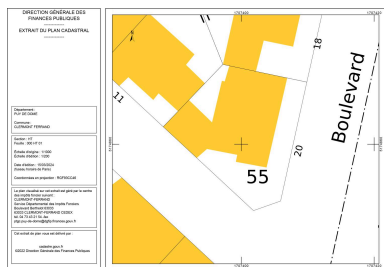 DIRECTION GÉNÉRALE DES
FINANCES PUBLIQUES
EXTRAIT DU PLAN CADASTRAL
Département :
PUY DE DOME
Commune :
CLERMONT FERRAND
Section : HT
Feuille : 000 HT 01
Échelle d'origine : 1/1000
Échelle d'édition : 1/200
Date d'édition :
(fuseau horaire de Paris)
Coordonnées en projection : RGF93CC46
Le plan visualisé sur cet extrait est géré par le centre
des impôts foncier suivant :
CLERMONT-FERRAND
Service Départemental des Impôts Fonciers
Boulevard Berthelot 63033
63033 CLERMONT-FERRAND CEDEX
Cet extrait de plan vous est délivré par :
cadastre.gouv.fr
©2022 Direction Générale des Finances Publiques
11
18
20
55
Boulevard